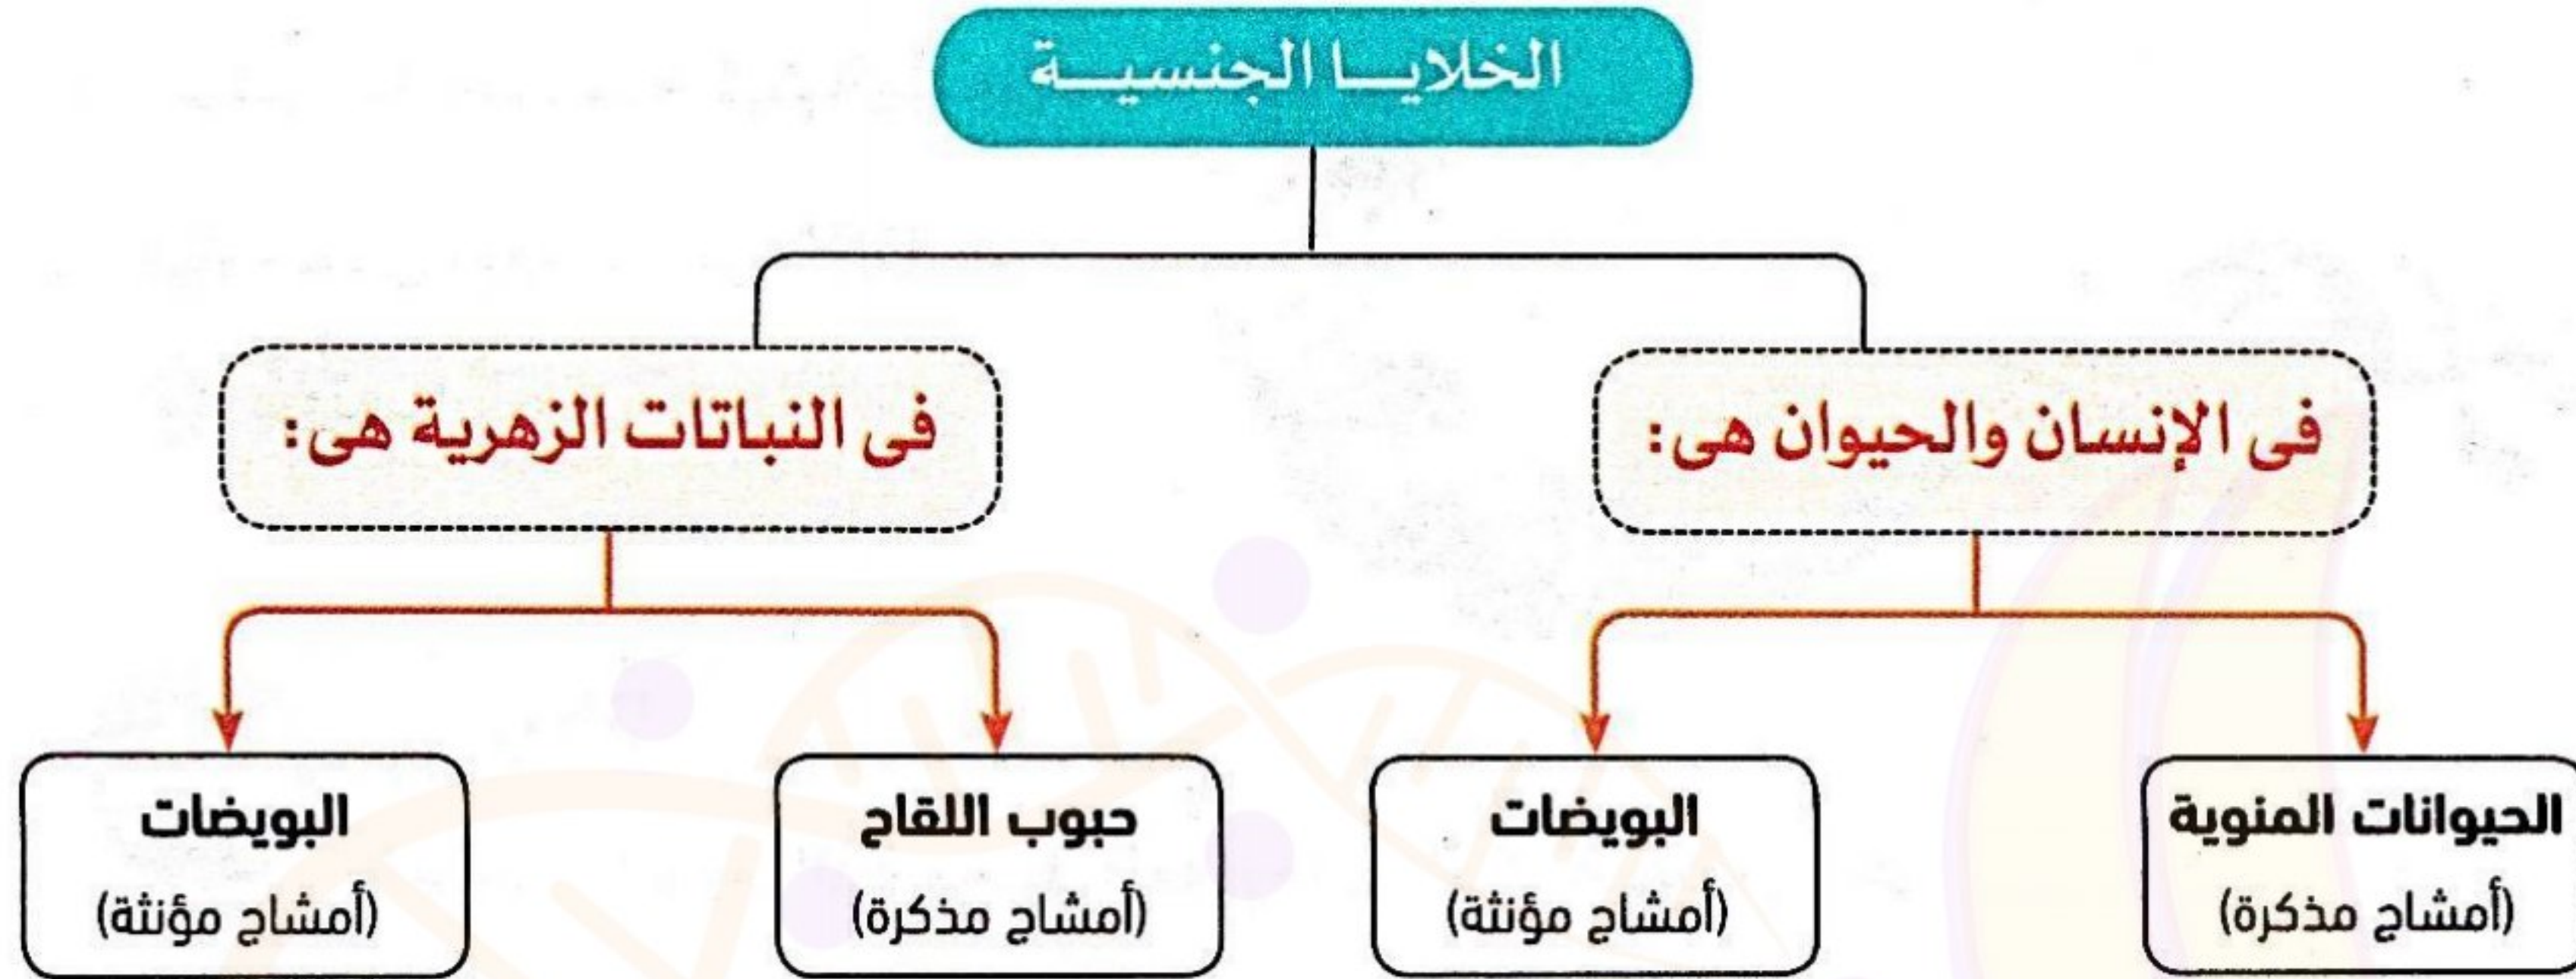 الخلايا الجنسية
فى الإنسان والحيوان هى:
فى النباتات الزهرية هى:
الحيوانات المنوية
(أمشاج مذكرة)
البويضات
(أمشاج مؤنثة)
حبوب اللقاح
(أمشاج مذكرة)
البويضات
(أمشاج مؤنثة)